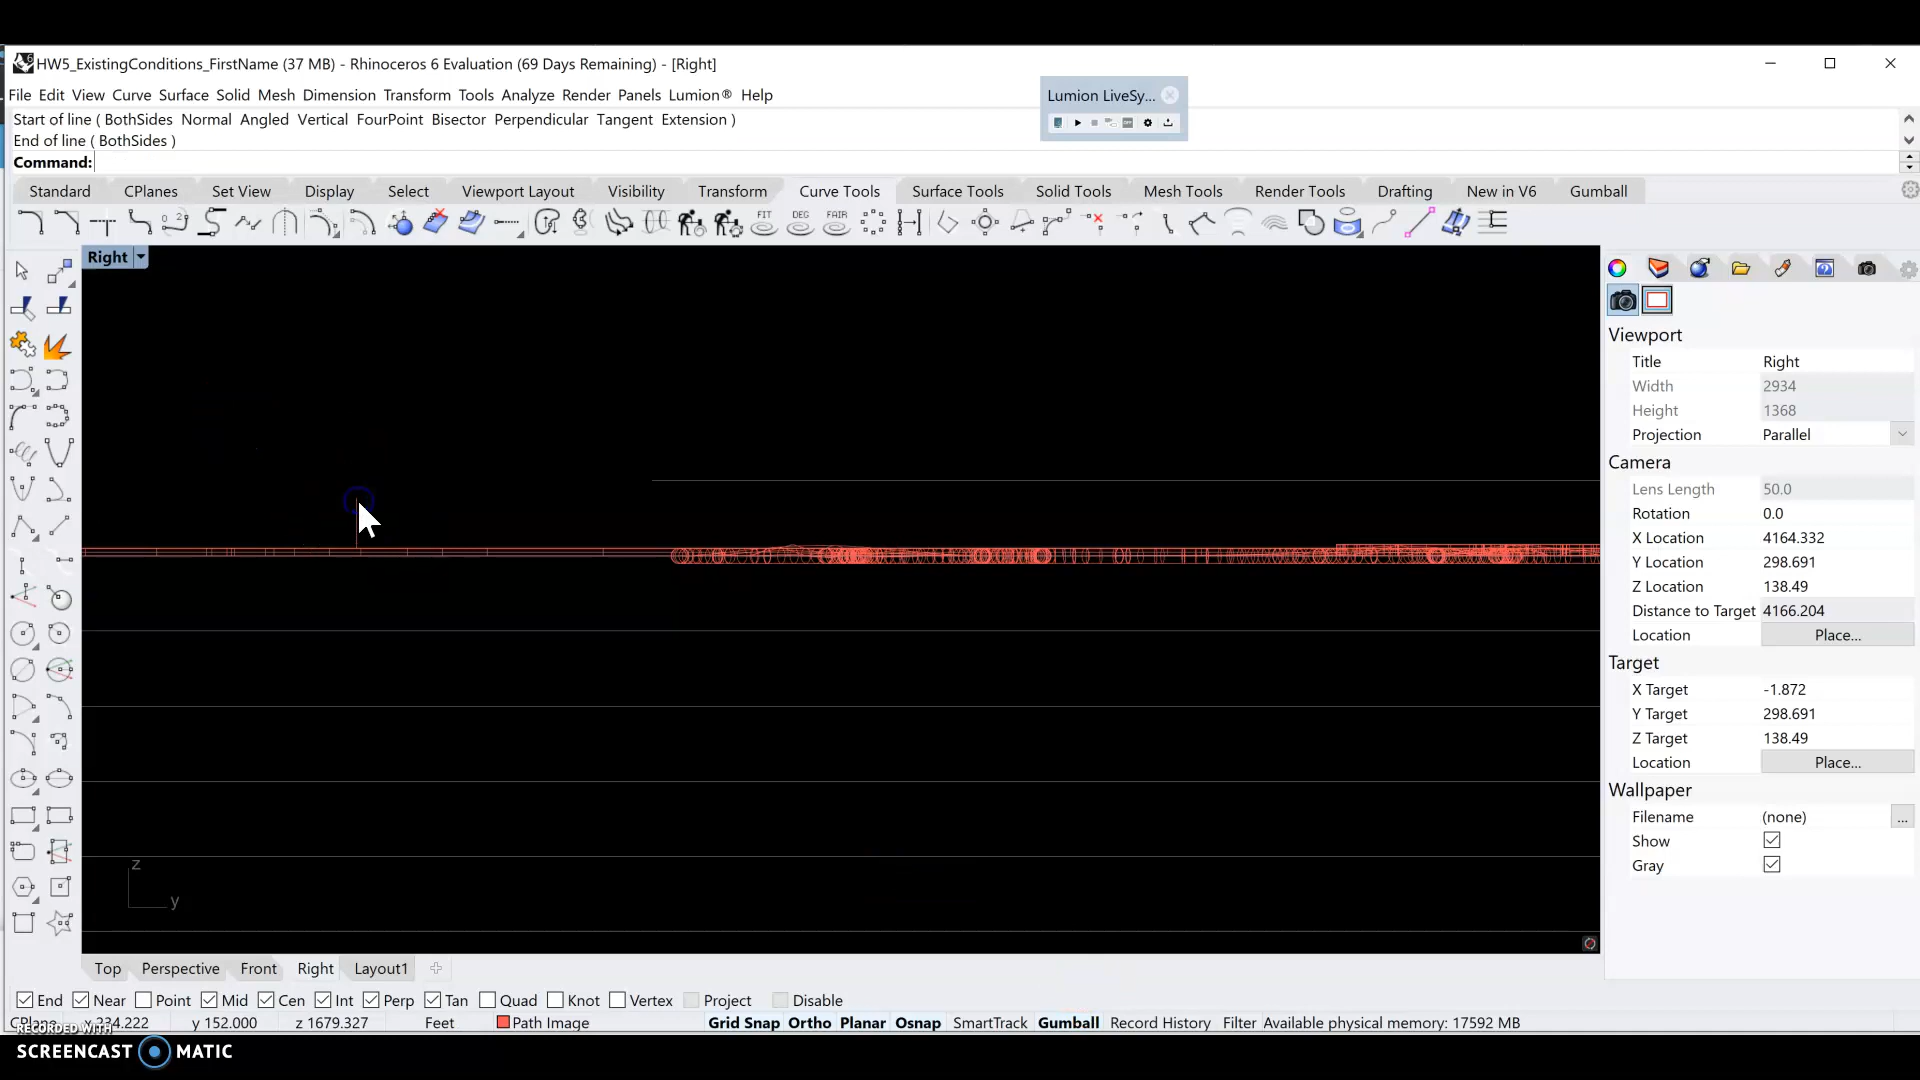 HW5_ExistingConditions_FirstName (37 MB) - Rhinoceros 6 Evaluation (69 Days Remaining) - [Right]
File Edit View Curve Surface Solid Mesh Dimension Transform Tools Analyze Render Panels Lumion® Help
Lumion LiveSy...
Start of line ( BothSides Normal Angled Vertical FourPoint Bisector Perpendicular Tangent Extension )
End of line ( BothSides )
Command:
Standard CPlanes Set View Display Select Viewport Layout Visibility Transform Curve Tools Surface Tools Solid Tools Mesh Tools Render Tools Drafting New in V6 Gumball
FIT DEG FAIR
Right
Viewport
Title Right
Width 2934
Height 1368
Projection Parallel
Camera
Lens Length 50.0
Rotation 0.0
X Location 4164.332
Y Location 298.691
Z Location 138.49
Distance to Target 4166.204
Location Place...
Target
X Target -1.872
Y Target 298.691
Z Target 138.49
Location Place...
Wallpaper
Filename (none) ...
Show
Gray
z
y
Top Perspective Front Right Layout1
End Near Point Mid Cen Int Perp Tan Quad Knot Vertex Project Disable
CPlane x 234.222 y 152.000 z 1679.327 Feet Path Image Grid Snap Ortho Planar Osnap SmartTrack Gumball Record History Filter Available physical memory: 17592 MB
RECORDED WITH
SCREENCAST MATIC